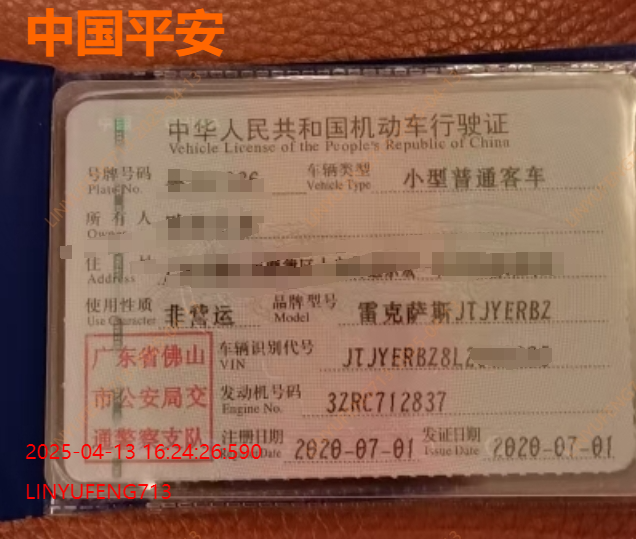 中国平安
中华人民共和国机动车行驶证
Vehicle License of the People's Republic of China
号牌号码 车辆类型 小型普通客车
Plate No. Vehicle Type
所有人
Owner
住
Address
使用性质 非营运 品牌型号 雷克萨斯JTJYERBZ
Use Character Model
广东省佛山 车辆识别代号 JTJYERBZ8L2
VIN
市公安局交 发动机号码 3ZRC712837
Engine No.
通警察支队 注册日期 2020-07-01 发证日期 2020-07-01
Issue Date
2025-04-13 16:24:26:590
LINYUFENG713